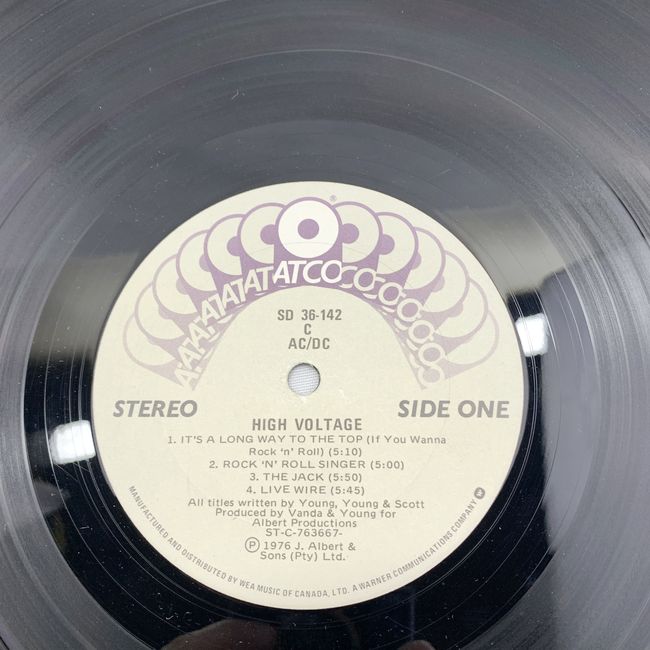 ®
ATCO
SD 36-142
C
AC/DC
STEREO
SIDE ONE
HIGH VOLTAGE
1. IT'S A LONG WAY TO THE TOP (If You Wanna
Rock 'n' Roll) (5:10)
2. ROCK 'N' ROLL SINGER (5:00)
3. THE JACK (5:50)
4. LIVE WIRE (5:45)
All titles written by Young, Young & Scott
Produced by Vanda & Young for
Albert Productions
ST-C-763667-
Ⓟ 1976 J. Albert &
Sons (Pty) Ltd.
MANUFACTURED AND DISTRIBUTED BY WEA MUSIC OF CANADA, LTD. A WARNER COMMUNICATIONS COMPANY